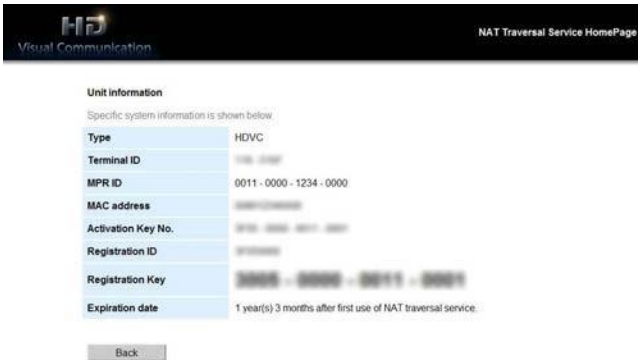 HD
Visual Communication
NAT Traversal Service HomePage
Unit information
Specific system information is shown below.
Type HDVC
Terminal ID
MPR ID 0011 - 0000 - 1234 - 0000
MAC address
Activation Key No.
Registration ID
Registration Key
Expiration date 1 year(s) 3 months after first use of NAT traversal service.
Back